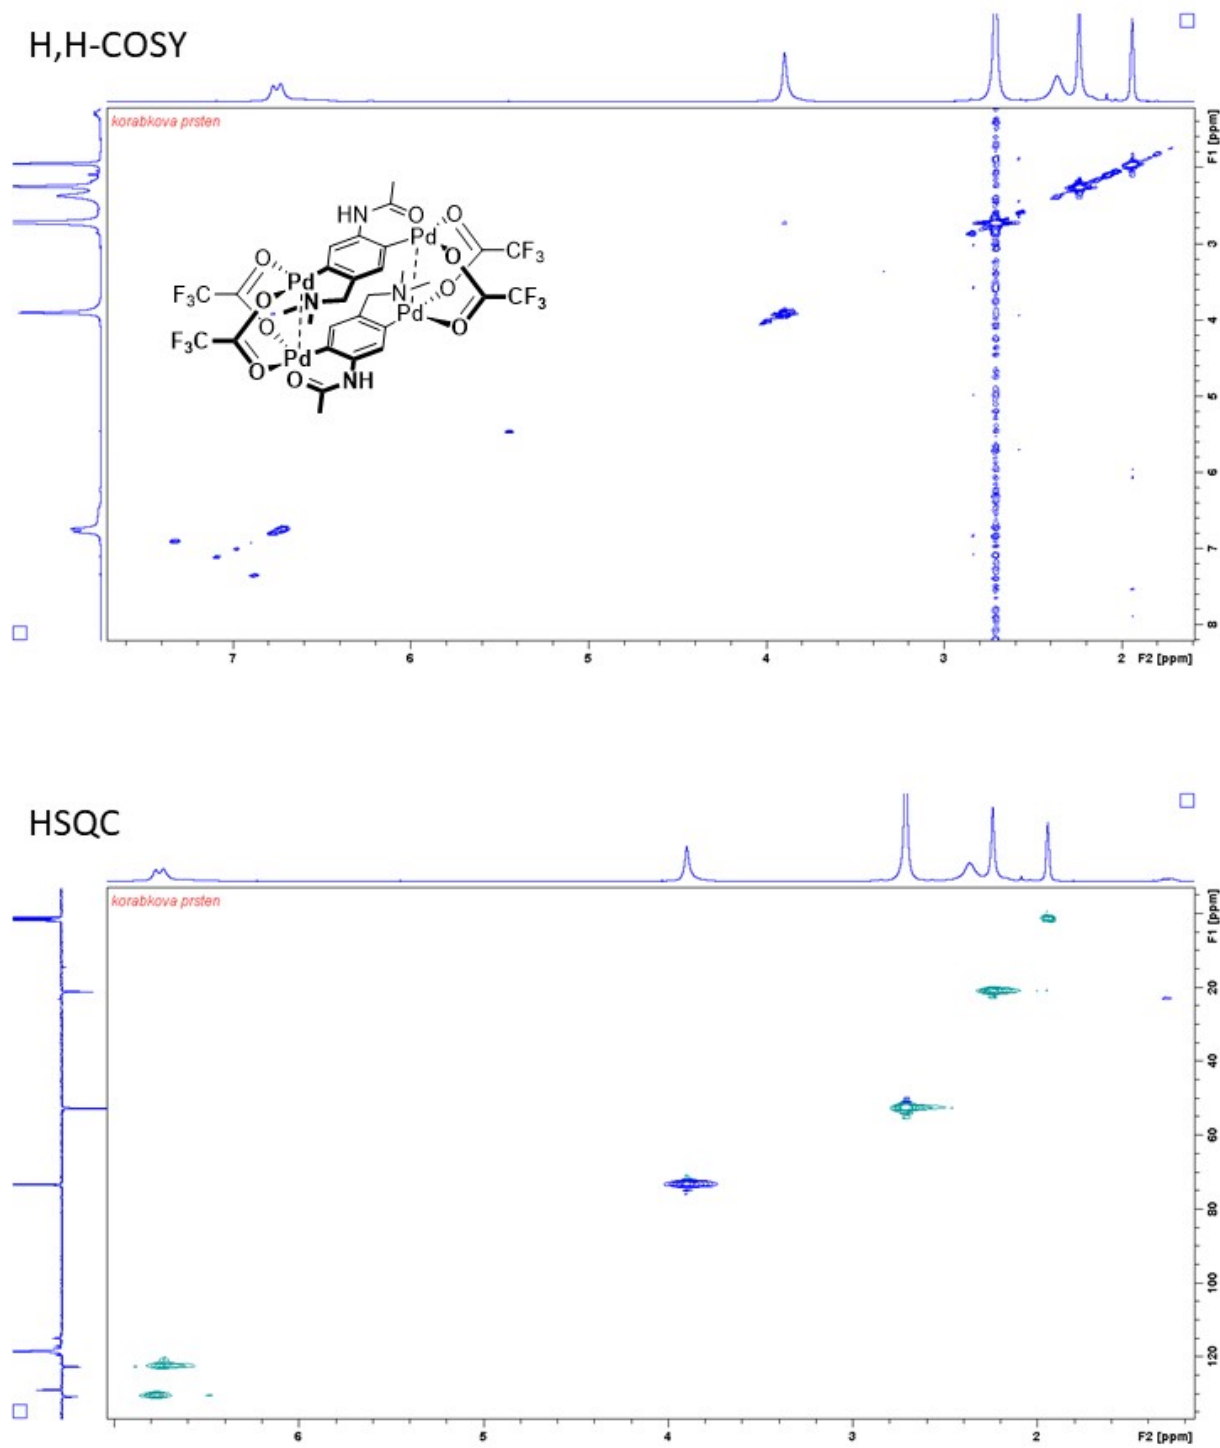 H,H-COSY
korabkova prsten
HN
O
O
Pd
O
CF₃
O
Pd
F₃C
O
N
N
O
CF₃
O
Pd
O
F₃C
O
Pd
O
NH
F1 [ppm]
3
4
5
6
7
8
7 6 5 4 3 2 F2 [ppm]
HSQC
korabkova prsten
F1 [ppm]
20
40
60
80
100
120
6 5 4 3 2 F2 [ppm]